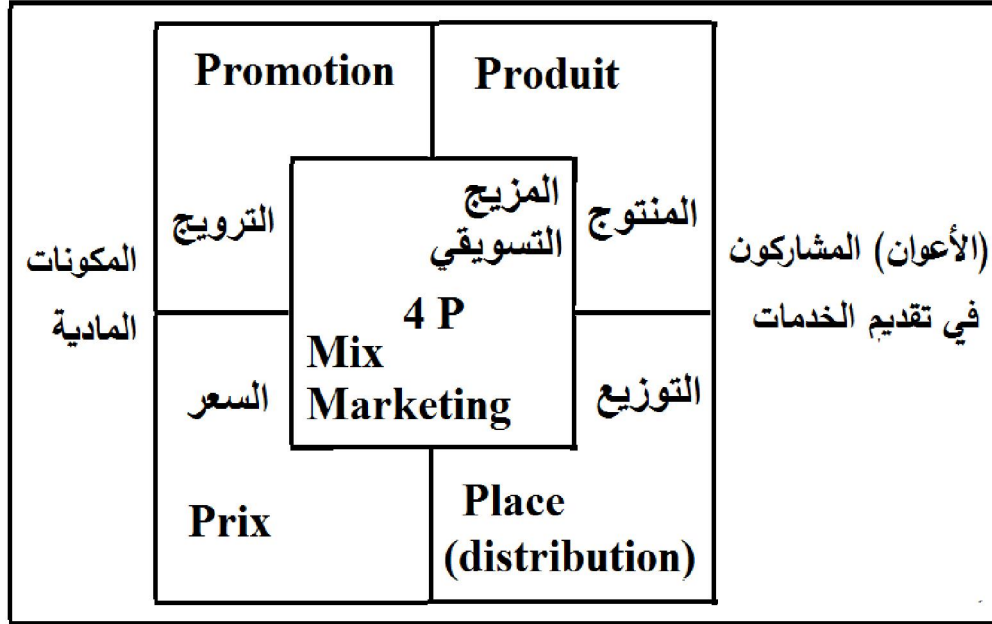 Promotion
Produit
الترويج
المزيج
التسويقي
المنتوج
المكونات
المادية
(الأعوان) المشاركون
في تقديم الخدمات
4 P
Mix
Marketing
السعر
التوزيع
Prix
Place
(distribution)